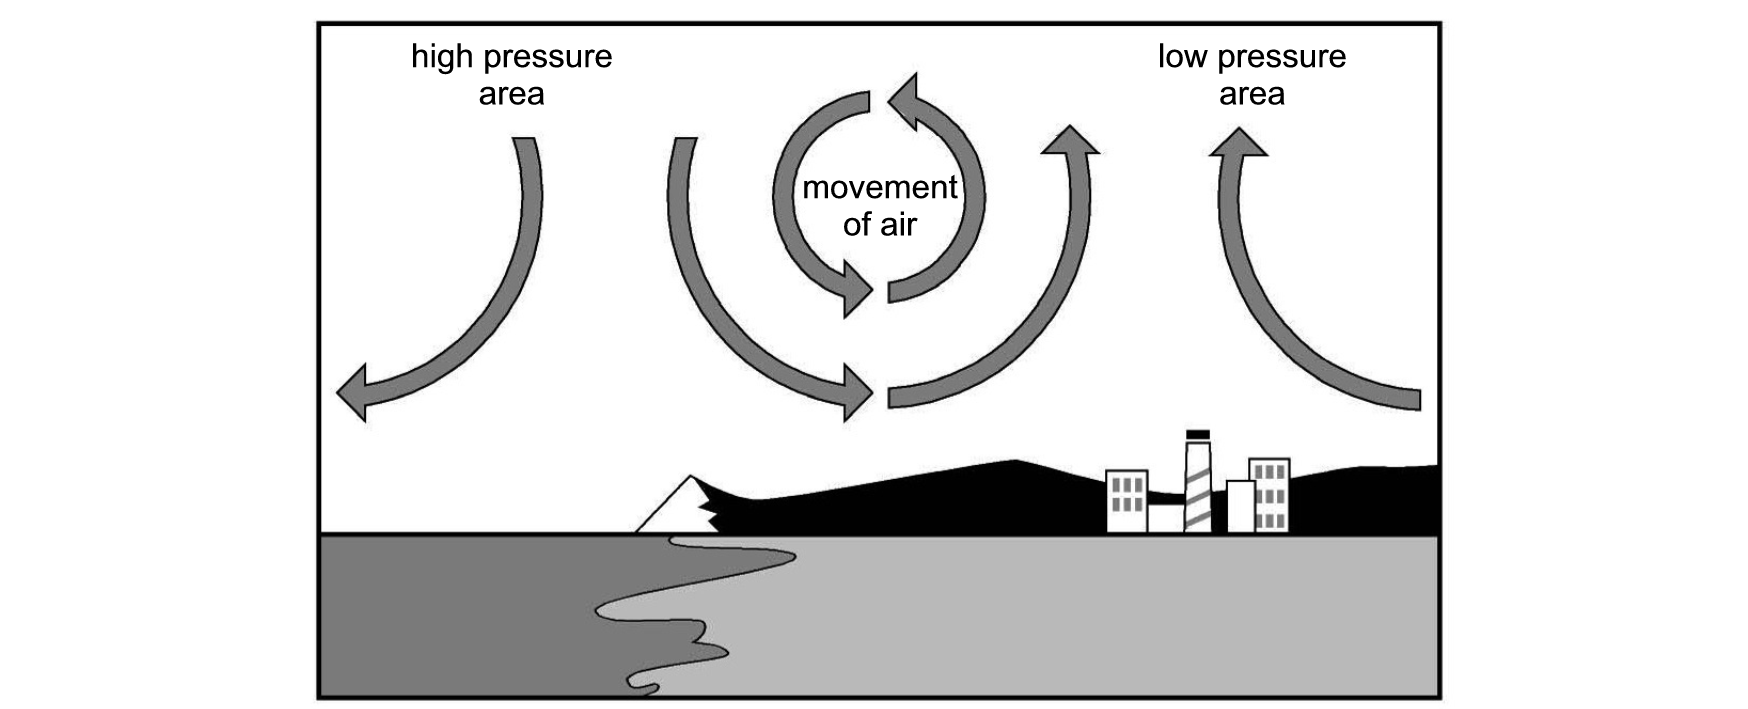 high pressure
area
low pressure
area
movement
of air